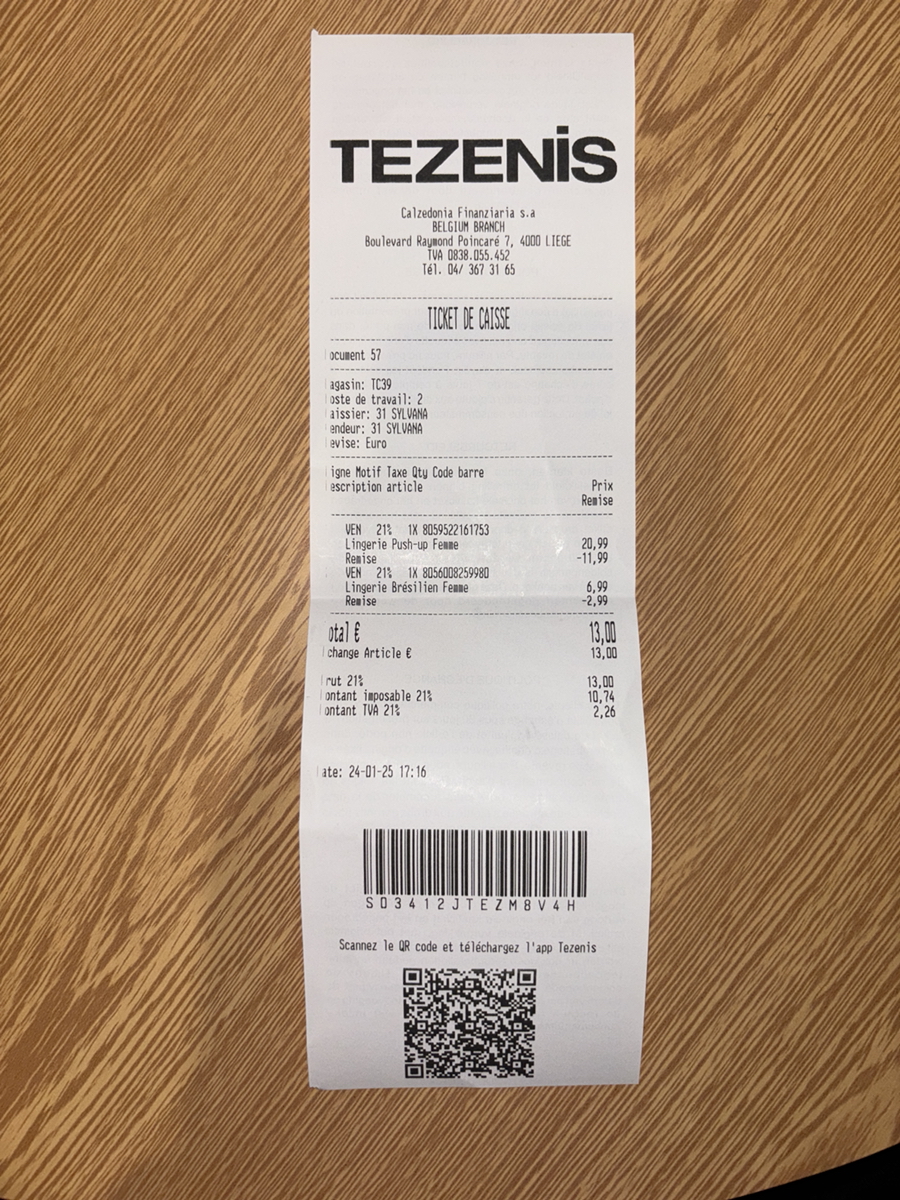 TEZENIS
Calzedonia Finanziaria s.a
BELGIUM BRANCH
Boulevard Raymond Poincaré 7, 4000 LIEGE
TVA 0838.055.452
Tél. 04/ 367 31 65
TICKET DE CAISSE
ocument 57
agasin: TC39
oste de travail: 2
aissier: 31 SYLVANA
endeur: 31 SYLVANA
evise: Euro
igne Motif Taxe Qty Code barre
escription article Prix
Remise
VEN 21% 1X 8059522161753
Lingerie Push-up Femme 20,99
Remise -11,99
VEN 21% 1X 8056008259980
Lingerie Brésilien Femme 6,99
Remise -2,99
otal € 13,00
change Article € 13,00
rut 21% 13,00
ontant imposable 21% 10,74
ontant TVA 21% 2,26
ate: 24-01-25 17:16
S03412JTEZM8V4H
Scannez le QR code et téléchargez l'app Tezenis